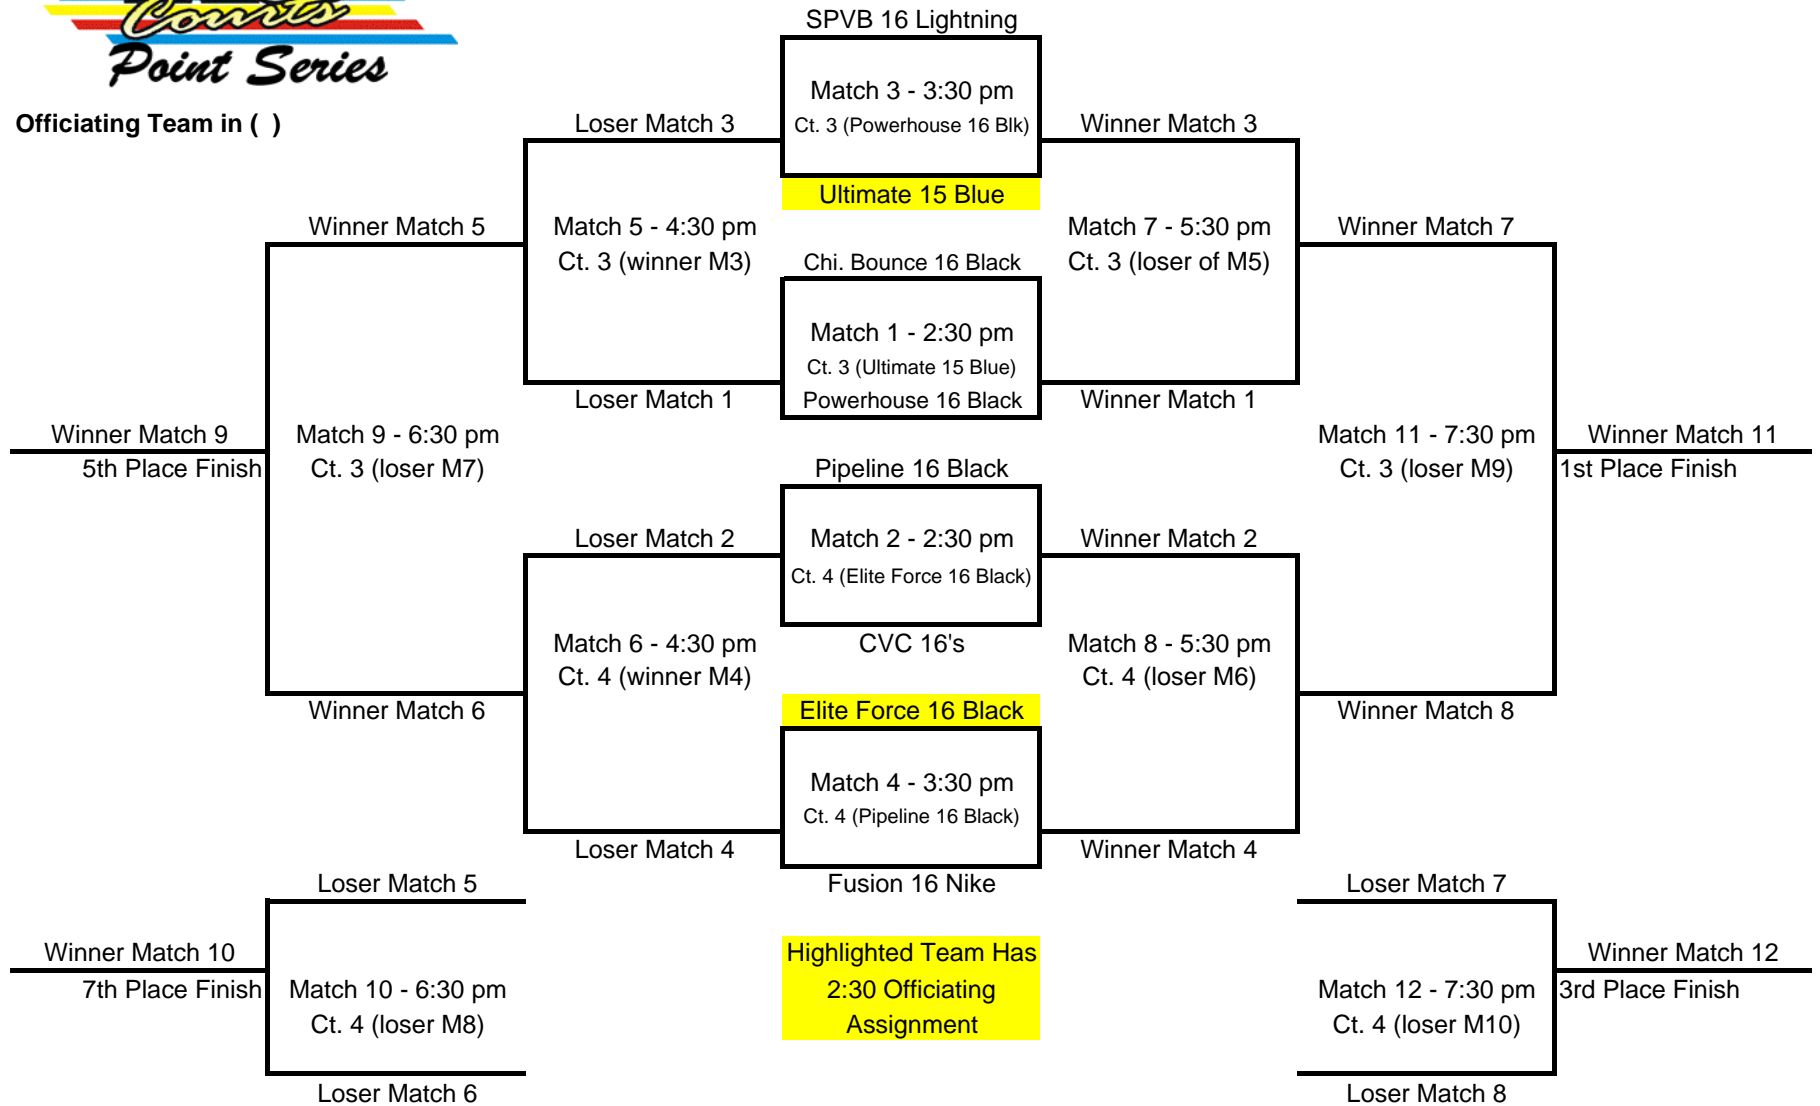 Courts
Point Series
Officiating Team in ( )
SPVB 16 Lightning
Match 3 - 3:30 pm
Ct. 3 (Powerhouse 16 Blk)
Loser Match 3
Winner Match 3
Ultimate 15 Blue
Winner Match 5
Match 5 - 4:30 pm
Ct. 3 (winner M3)
Match 7 - 5:30 pm
Ct. 3 (loser of M5)
Winner Match 7
Chi. Bounce 16 Black
Match 1 - 2:30 pm
Ct. 3 (Ultimate 15 Blue)
Powerhouse 16 Black
Loser Match 1
Winner Match 1
Winner Match 9
5th Place Finish
Match 9 - 6:30 pm
Ct. 3 (loser M7)
Match 11 - 7:30 pm
Ct. 3 (loser M9)
Winner Match 11
1st Place Finish
Pipeline 16 Black
Loser Match 2
Match 2 - 2:30 pm
Ct. 4 (Elite Force 16 Black)
Winner Match 2
CVC 16's
Match 6 - 4:30 pm
Ct. 4 (winner M4)
Match 8 - 5:30 pm
Ct. 4 (loser M6)
Winner Match 6
Elite Force 16 Black
Winner Match 8
Match 4 - 3:30 pm
Ct. 4 (Pipeline 16 Black)
Loser Match 4
Winner Match 4
Fusion 16 Nike
Loser Match 5
Loser Match 7
Winner Match 10
7th Place Finish
Match 10 - 6:30 pm
Ct. 4 (loser M8)
Loser Match 6
Highlighted Team Has
2:30 Officiating
Assignment
Winner Match 12
3rd Place Finish
Match 12 - 7:30 pm
Ct. 4 (loser M10)
Loser Match 8